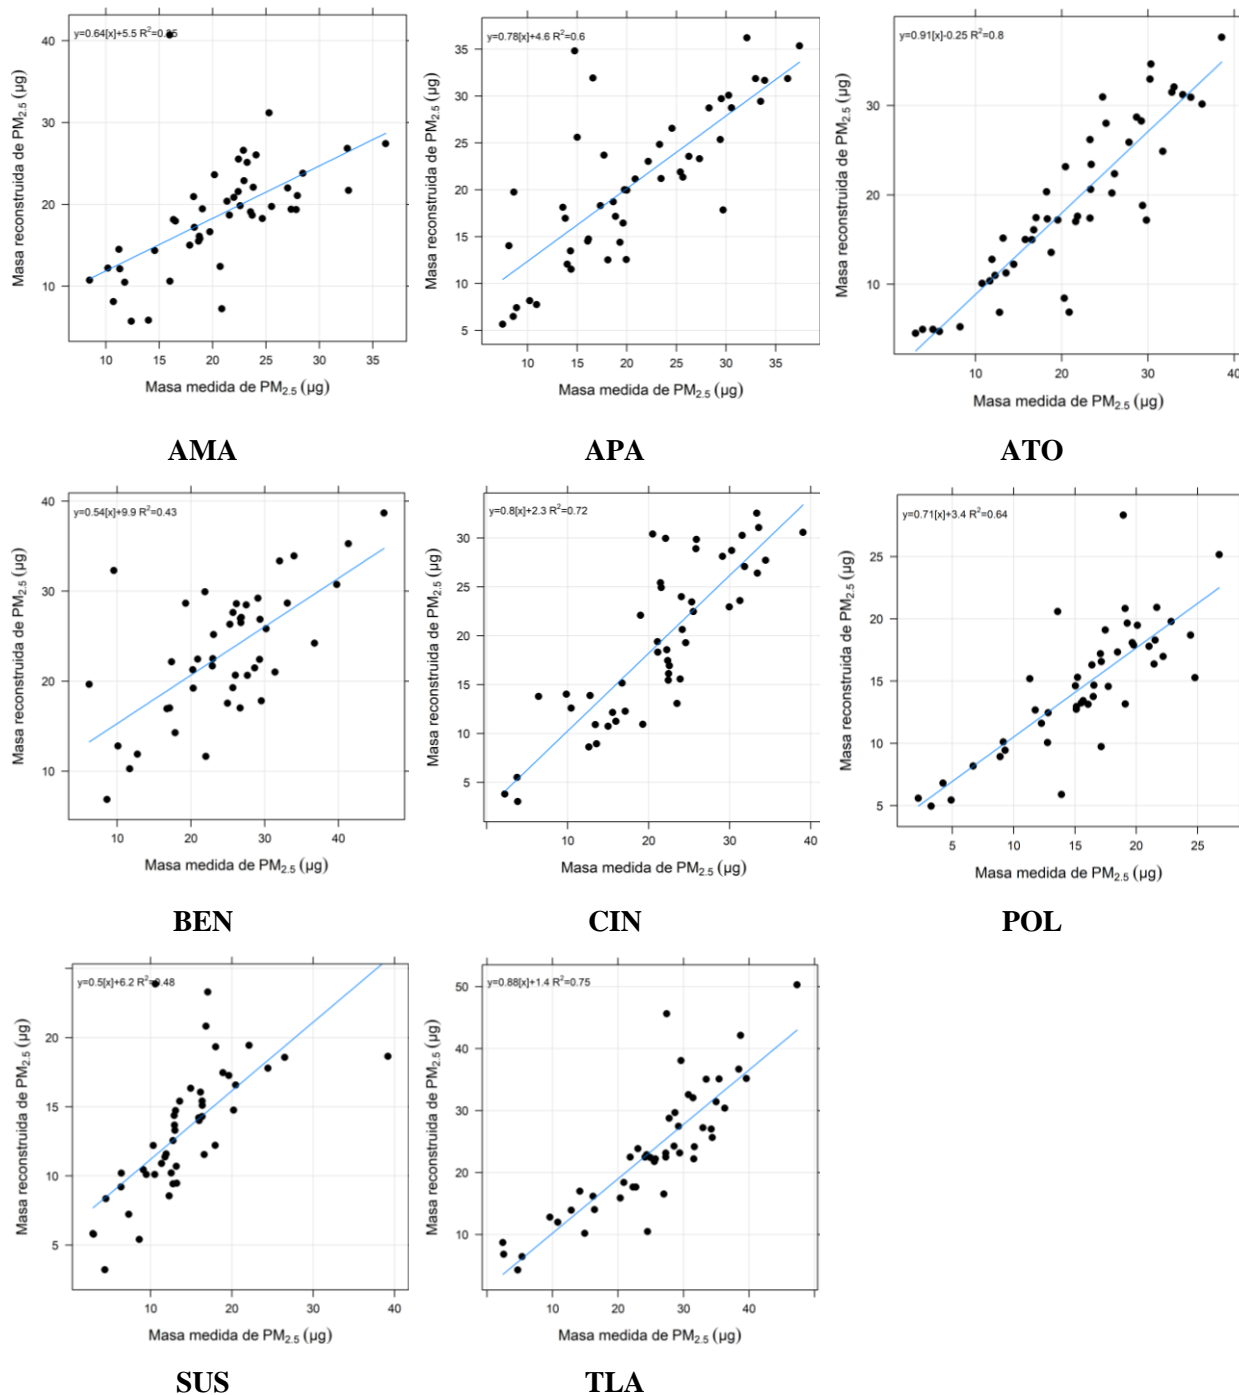 y=0.64[x]+5.5 R²=0.35
40
30
20
10
10 15 20 25 30 35
Masa reconstruida de PM2.5 (µg)
Masa medida de PM2.5 (µg)
AMA
y=0.78[x]+4.6 R²=0.6
35
30
25
20
15
10
5
10 15 20 25 30 35
Masa reconstruida de PM2.5 (µg)
Masa medida de PM2.5 (µg)
APA
y=0.91[x]-0.25 R²=0.8
30
20
10
10 20 30 40
Masa reconstruida de PM2.5 (µg)
Masa medida de PM2.5 (µg)
ATO
y=0.54[x]+9.9 R²=0.43
40
30
20
10
10 20 30 40
Masa reconstruida de PM2.5 (µg)
Masa medida de PM2.5 (µg)
BEN
y=0.8[x]+2.3 R²=0.72
30
25
20
15
10
5
10 20 30 40
Masa reconstruida de PM2.5 (µg)
Masa medida de PM2.5 (µg)
CIN
y=0.71[x]+3.4 R²=0.64
25
20
15
10
5
5 10 15 20 25
Masa reconstruida de PM2.5 (µg)
Masa medida de PM2.5 (µg)
POL
y=0.5[x]+6.2 R²=0.48
20
15
10
5
10 20 30 40
Masa reconstruida de PM2.5 (µg)
Masa medida de PM2.5 (µg)
SUS
y=0.88[x]+1.4 R²=0.75
50
40
30
20
10
10 20 30 40
Masa reconstruida de PM2.5 (µg)
Masa medida de PM2.5 (µg)
TLA